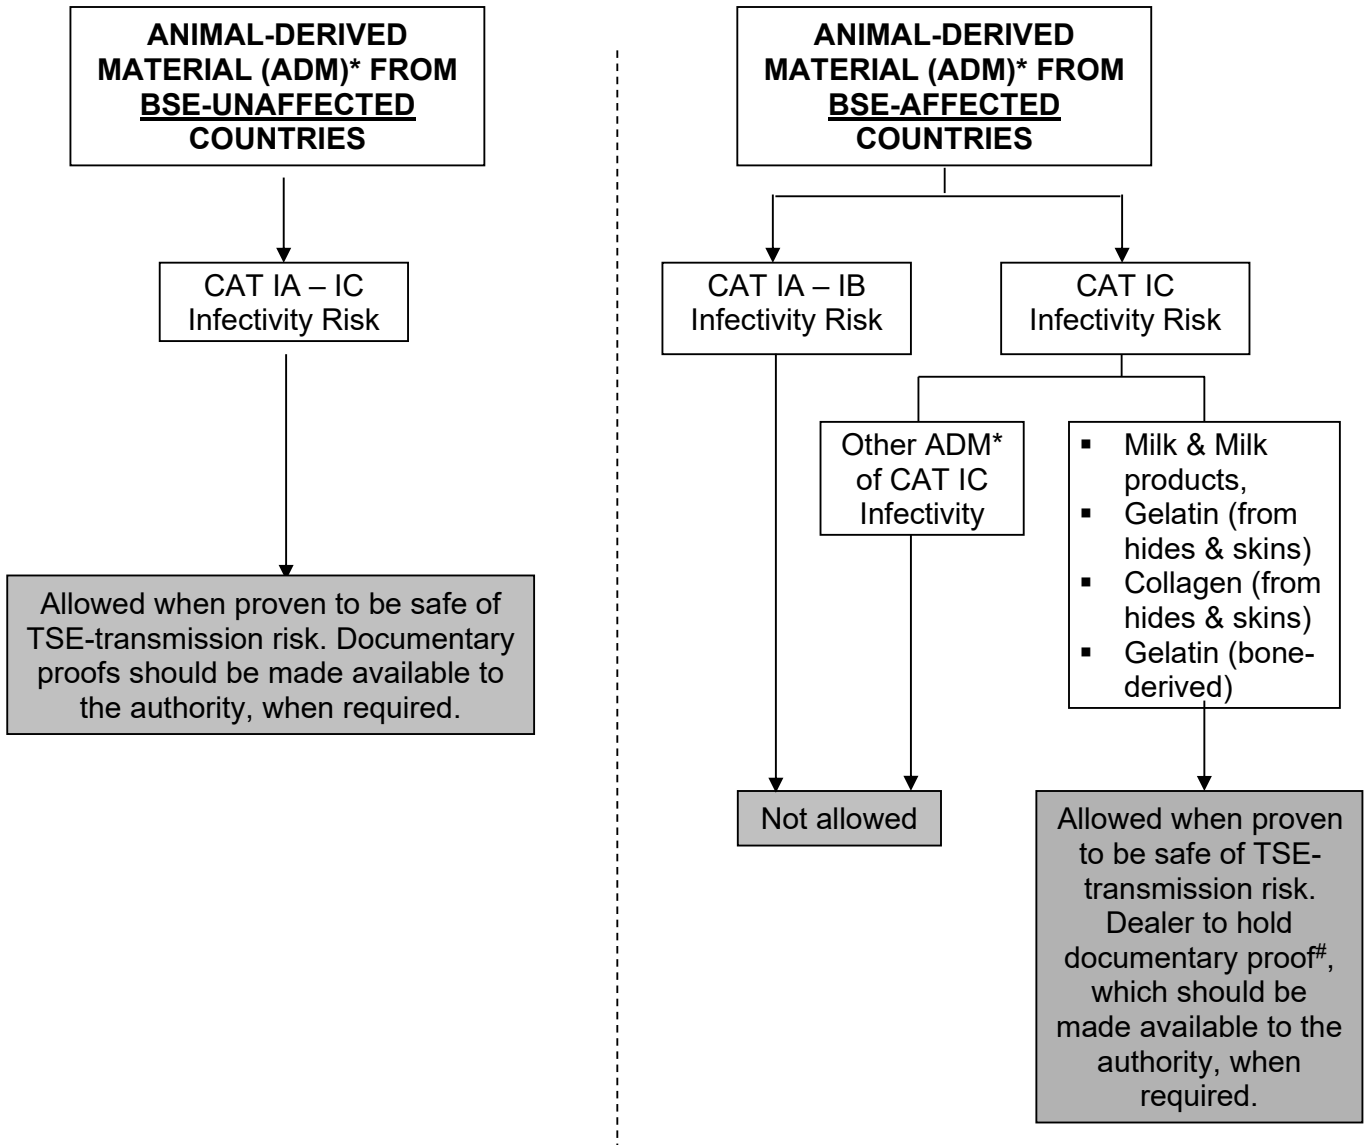 ANIMAL-DERIVED
MATERIAL (ADM)* FROM
BSE-UNAFFECTED
COUNTRIES
CAT IA – IC
Infectivity Risk
Allowed when proven to be safe of
TSE-transmission risk. Documentary
proofs should be made available to
the authority, when required.
ANIMAL-DERIVED
MATERIAL (ADM)* FROM
BSE-AFFECTED
COUNTRIES
CAT IA – IB
Infectivity Risk
CAT IC
Infectivity Risk
Other ADM*
of CAT IC
Infectivity
▪ Milk & Milk
products,
▪ Gelatin (from
hides & skins)
▪ Collagen (from
hides & skins)
▪ Gelatin (bone-
derived)
Not allowed
Allowed when proven
to be safe of TSE-
transmission risk.
Dealer to hold
documentary proof#,
which should be
made available to the
authority, when
required.